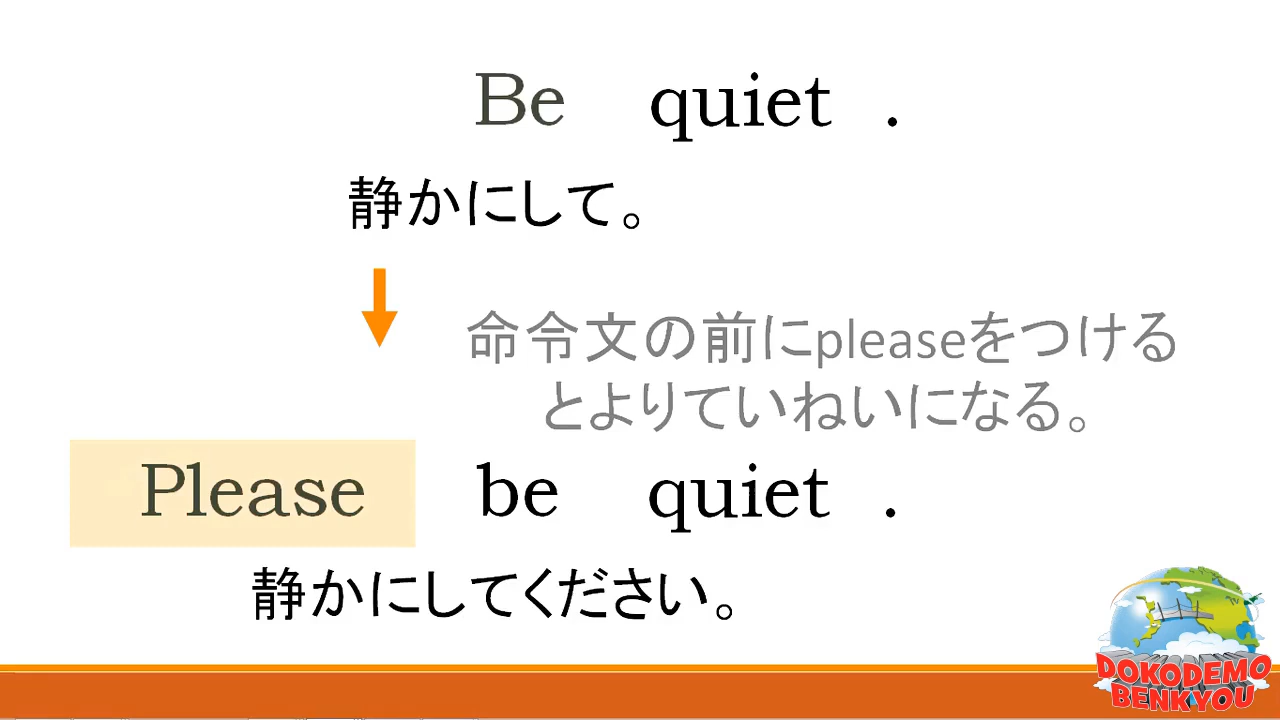 Be quiet .
静かにして。
命令文の前にpleaseをつける
とよりていねいになる。
Please be quiet .
静かにしてください。
DOKODEMO
BENKYOU